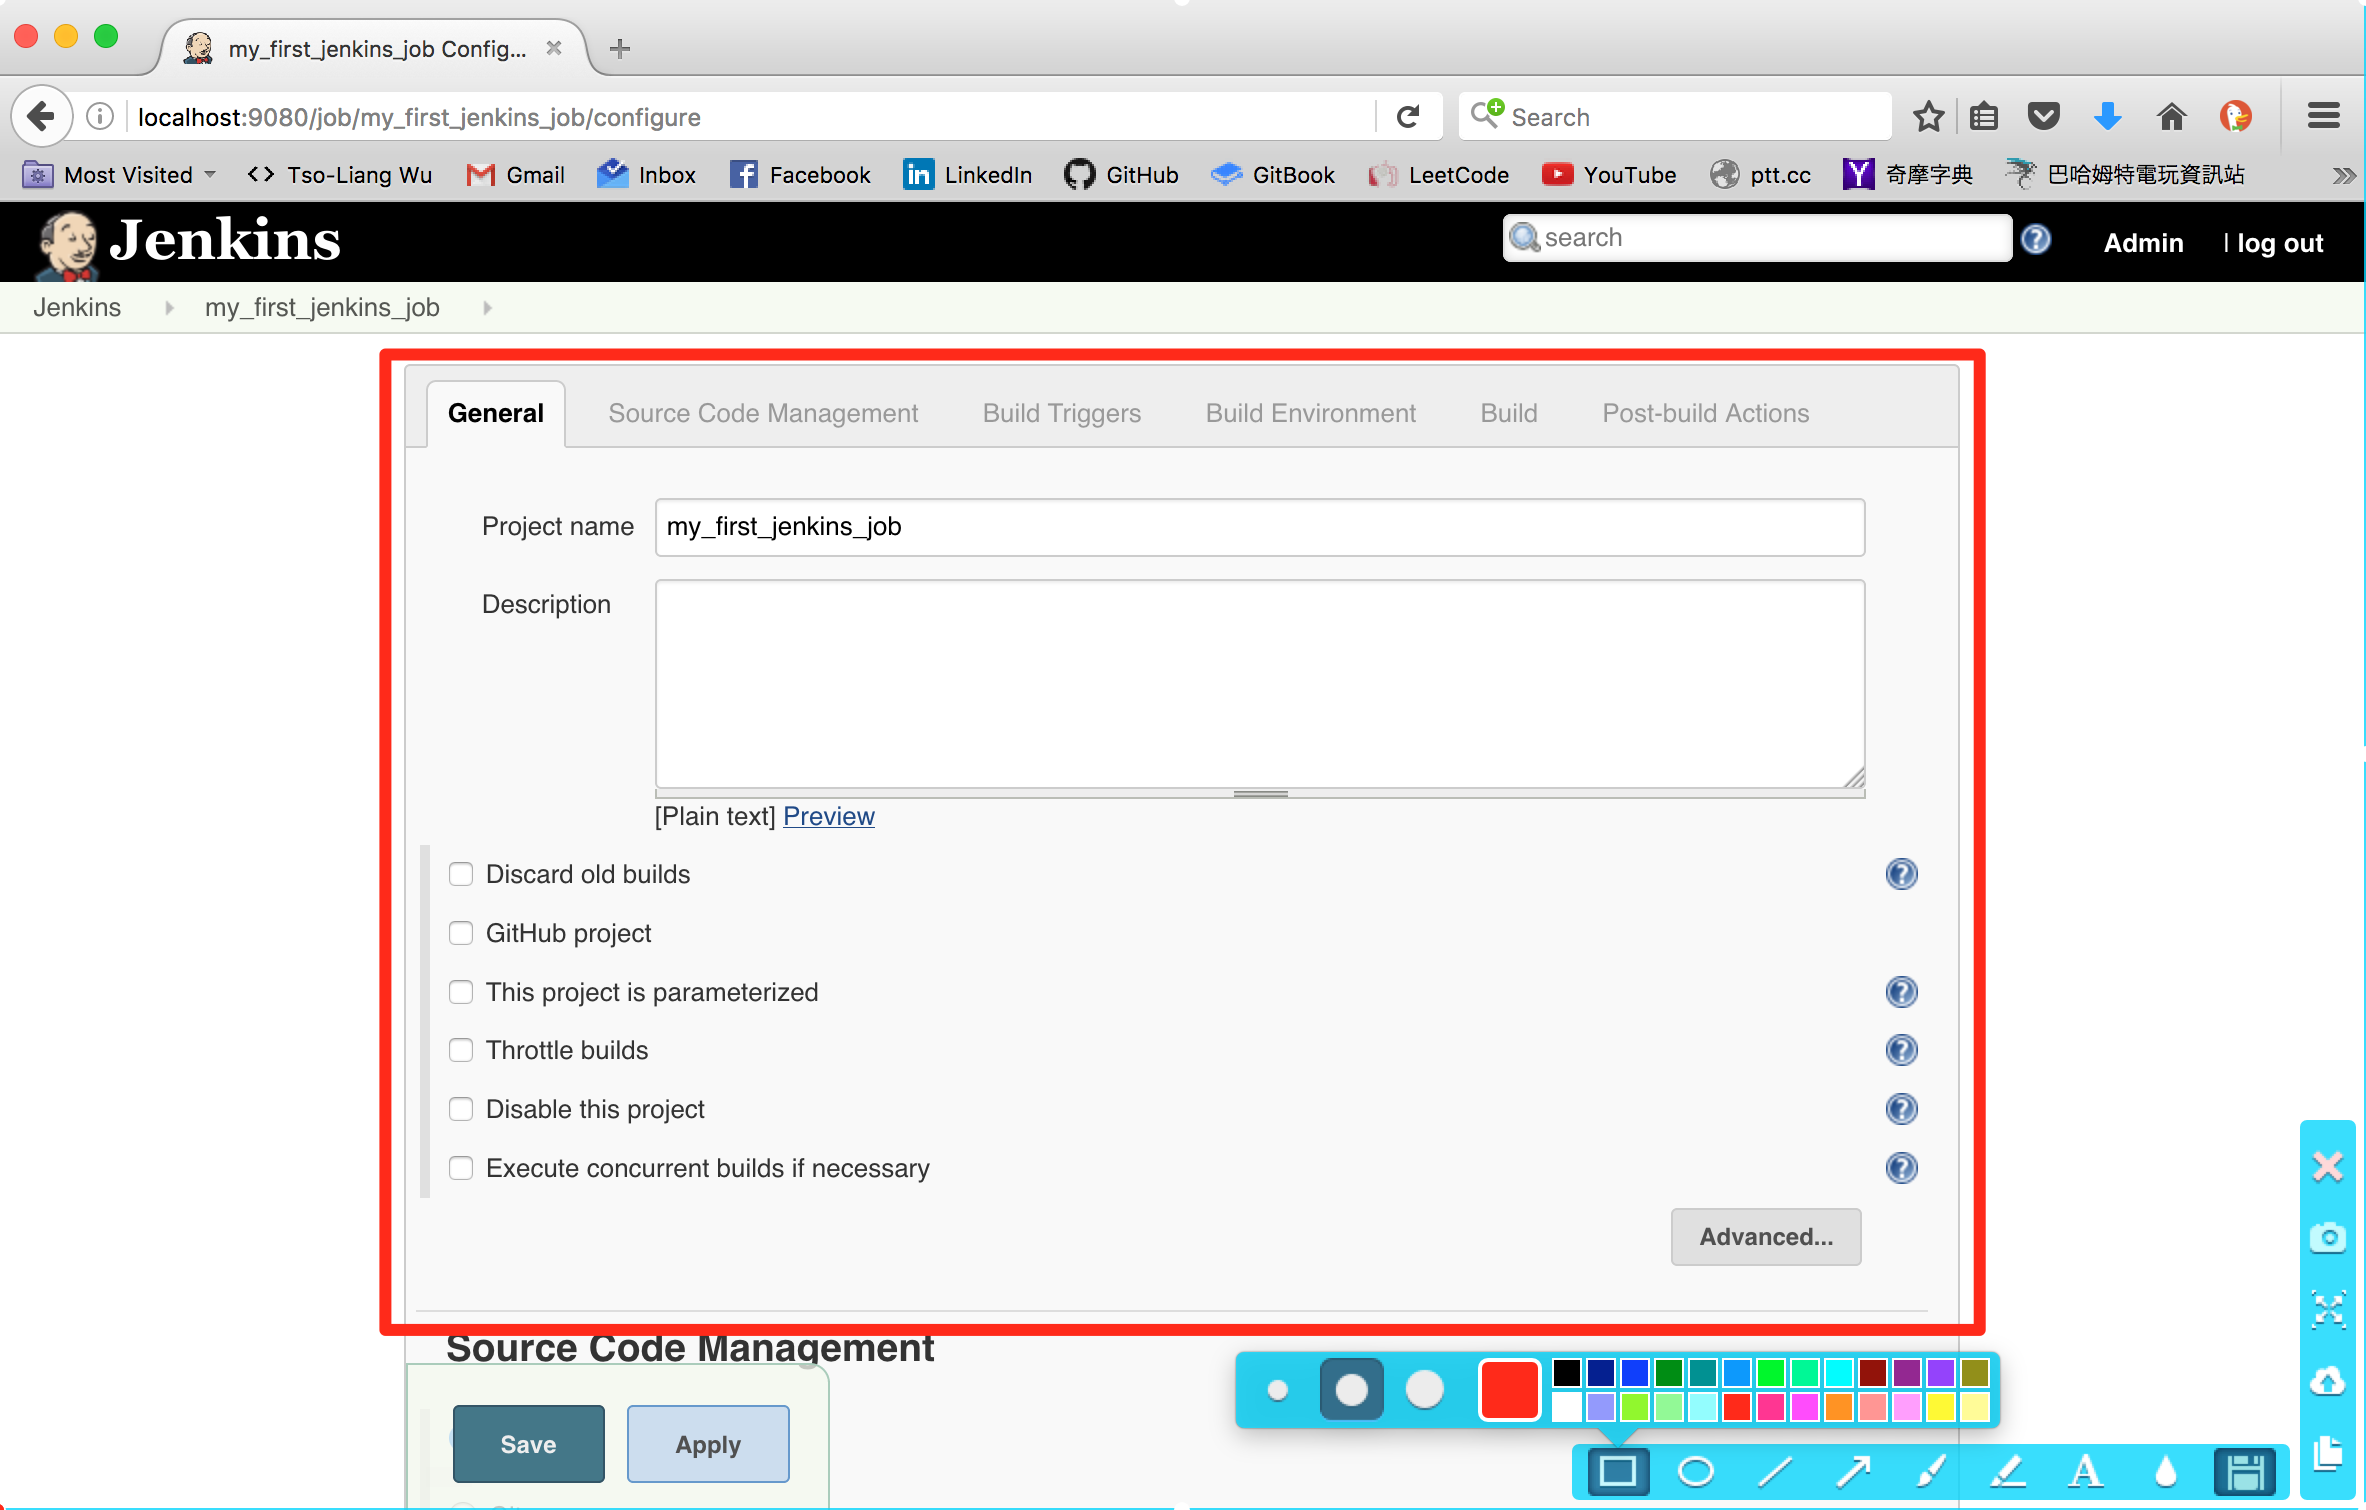 my_first_jenkins_job Config...
localhost:9080/job/my_first_jenkins_job/configure
Search
Most Visited
Tso-Liang Wu
Gmail
Inbox
Facebook
LinkedIn
GitHub
GitBook
LeetCode
YouTube
ptt.cc
奇摩字典
巴哈姆特電玩資訊站
Jenkins
search
Admin
| log out
Jenkins
my_first_jenkins_job
General
Source Code Management
Build Triggers
Build Environment
Build
Post-build Actions
Project name
my_first_jenkins_job
Description
[Plain text] Preview
Discard old builds
GitHub project
This project is parameterized
Throttle builds
Disable this project
Execute concurrent builds if necessary
Advanced...
Source Code Management
Save
Apply